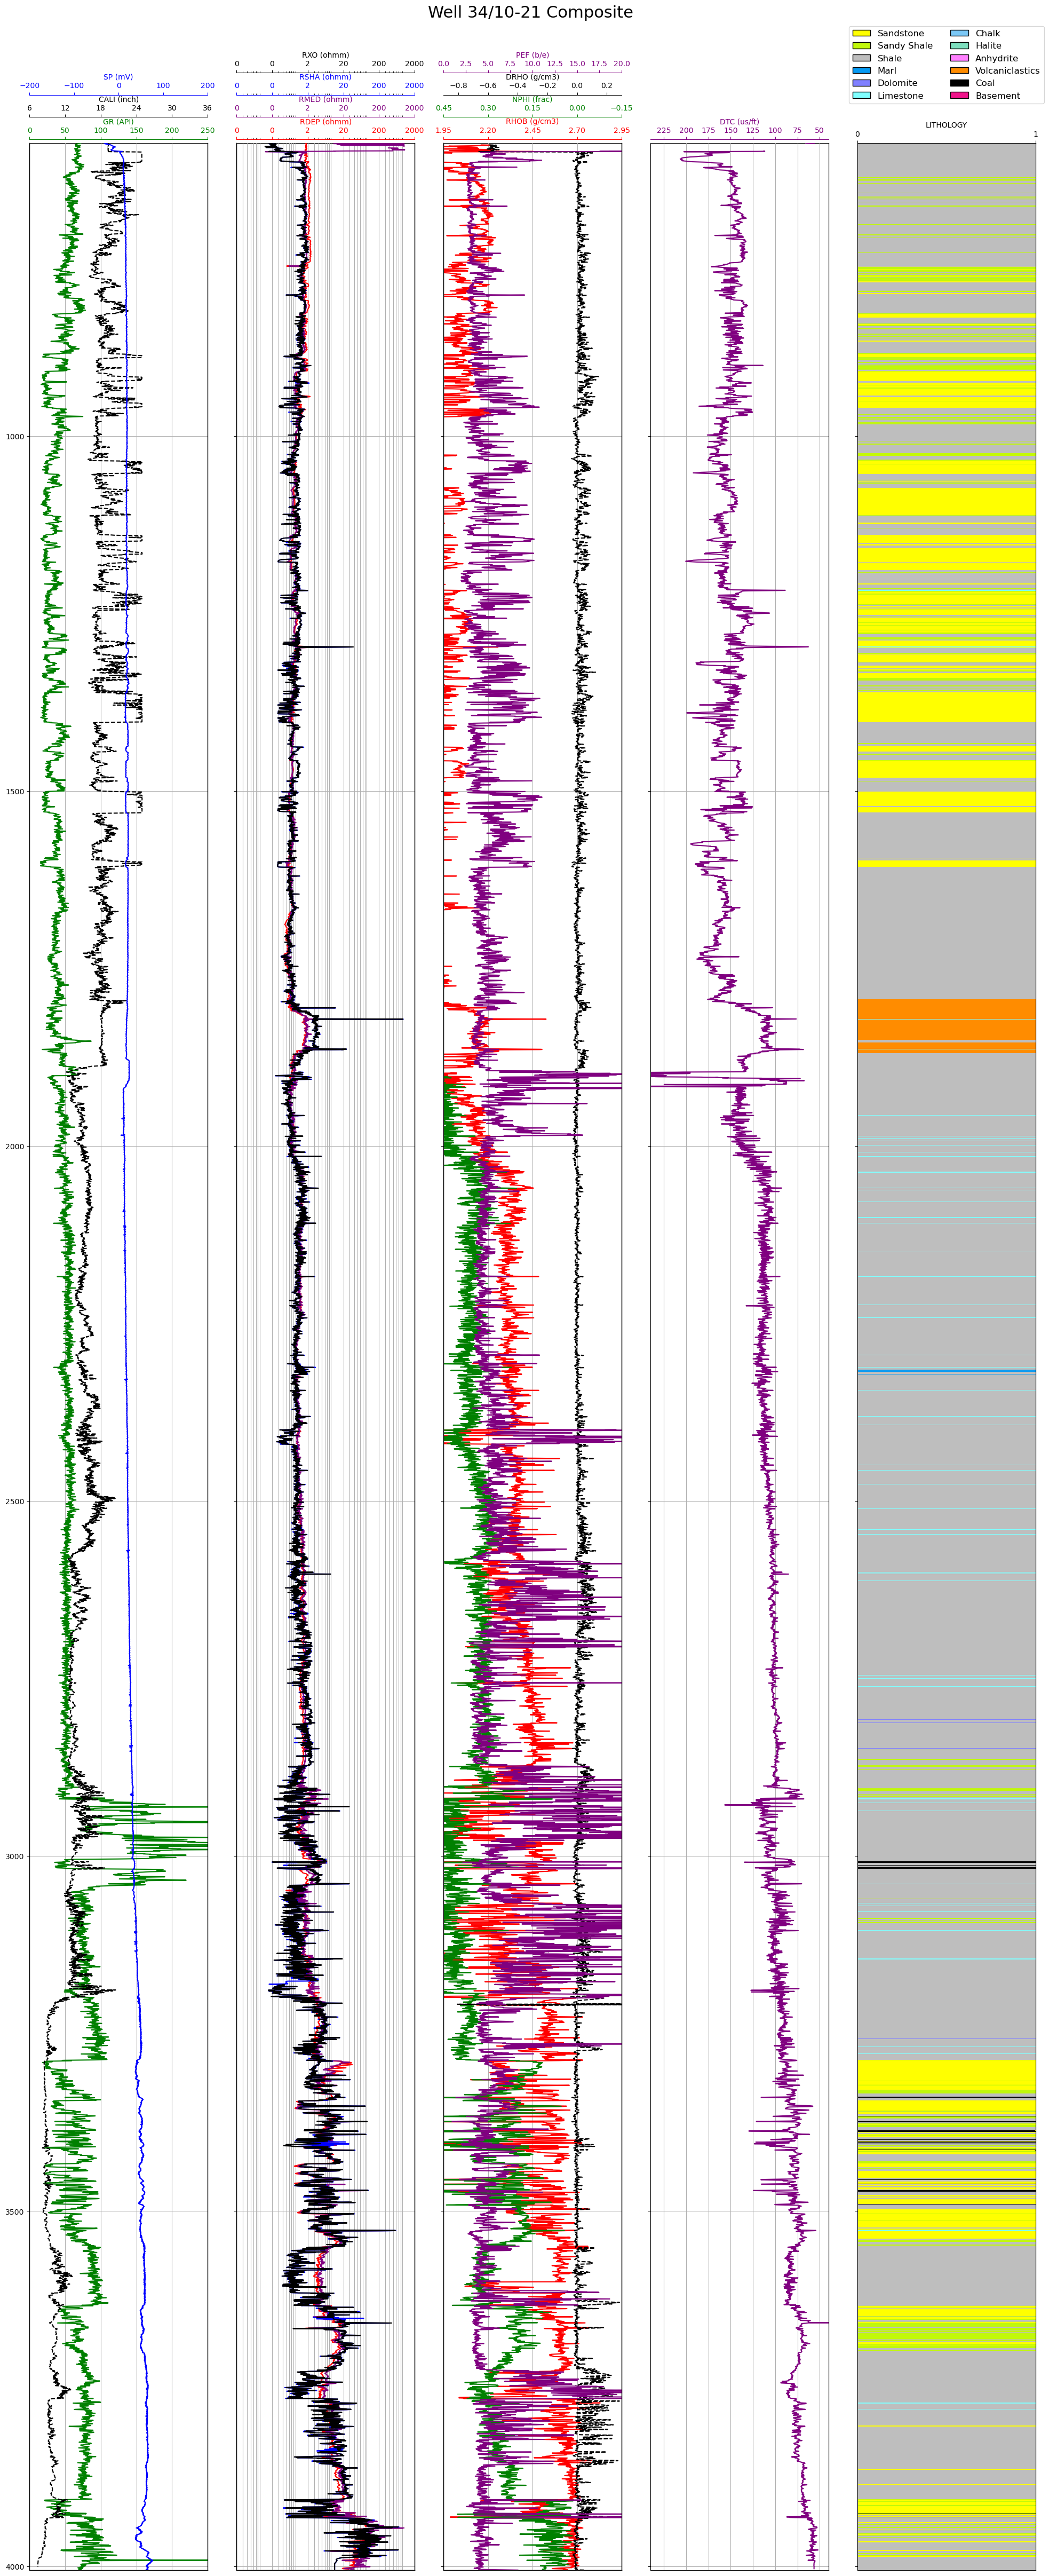 Well 34/10-21 Composite
Sandstone Chalk
Sandy Shale Halite
Shale Anhydrite
Marl Volcaniclastics
Dolomite Coal
Limestone Basement
RXO (ohmm) PEF (b/e)
0 0 2 20 200 2000 0.0 2.5 5.0 7.5 10.0 12.5 15.0 17.5 20.0
SP (mV) RSHA (ohmm) DRHO (g/cm3)
−200 −100 0 100 200 0 0 2 20 200 2000 −0.8 −0.6 −0.4 −0.2 0.0 0.2
CALI (inch) RMED (ohmm) NPHI (frac)
6 12 18 24 30 36 0 0 2 20 200 2000 0.45 0.30 0.15 0.00 −0.15
GR (API) RDEP (ohmm) RHOB (g/cm3) DTC (us/ft) LITHOLOGY
0 50 100 150 200 250 0 0 2 20 200 2000 1.95 2.20 2.45 2.70 2.95 225 200 175 150 125 100 75 50 0 1
1000
1500
2000
2500
3000
3500
4000